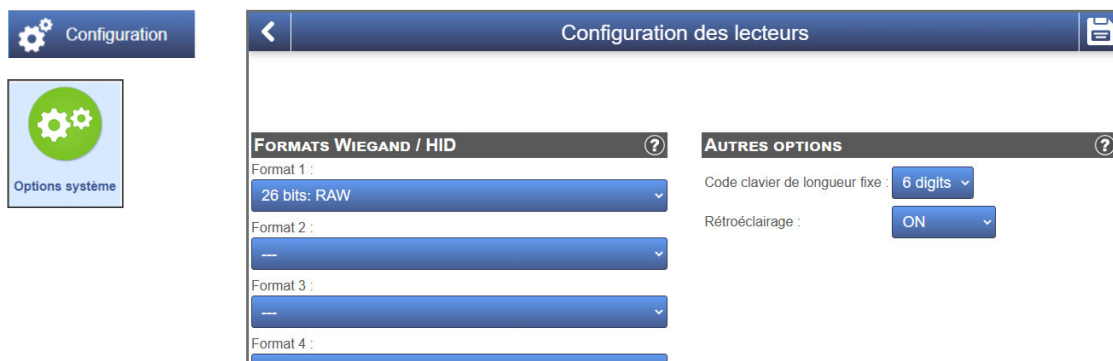 Configuration
Options système
Configuration des lecteurs
FORMATS WIEGAND / HID ?
Format 1 :
26 bits: RAW
Format 2 :
---
Format 3 :
---
Format 4 :
AUTRES OPTIONS ?
Code clavier de longueur fixe : 6 digits
Rétroéclairage : ON